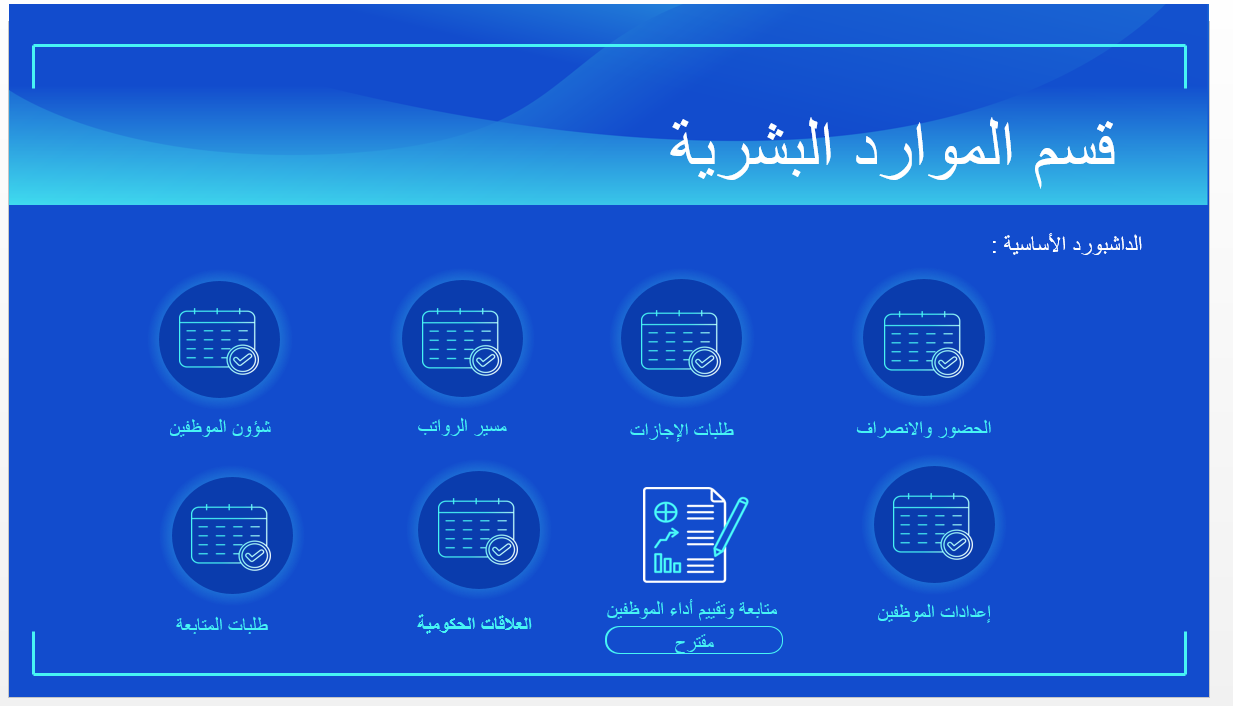 قسم الموارد البشرية
الداشبورد الأساسية :
الحضور والانصراف
طلبات الإجازات
مسير الرواتب
شؤون الموظفين
إعدادات الموظفين
متابعة وتقييم أداء الموظفين
مقترح
العلاقات الحكومية
طلبات المتابعة